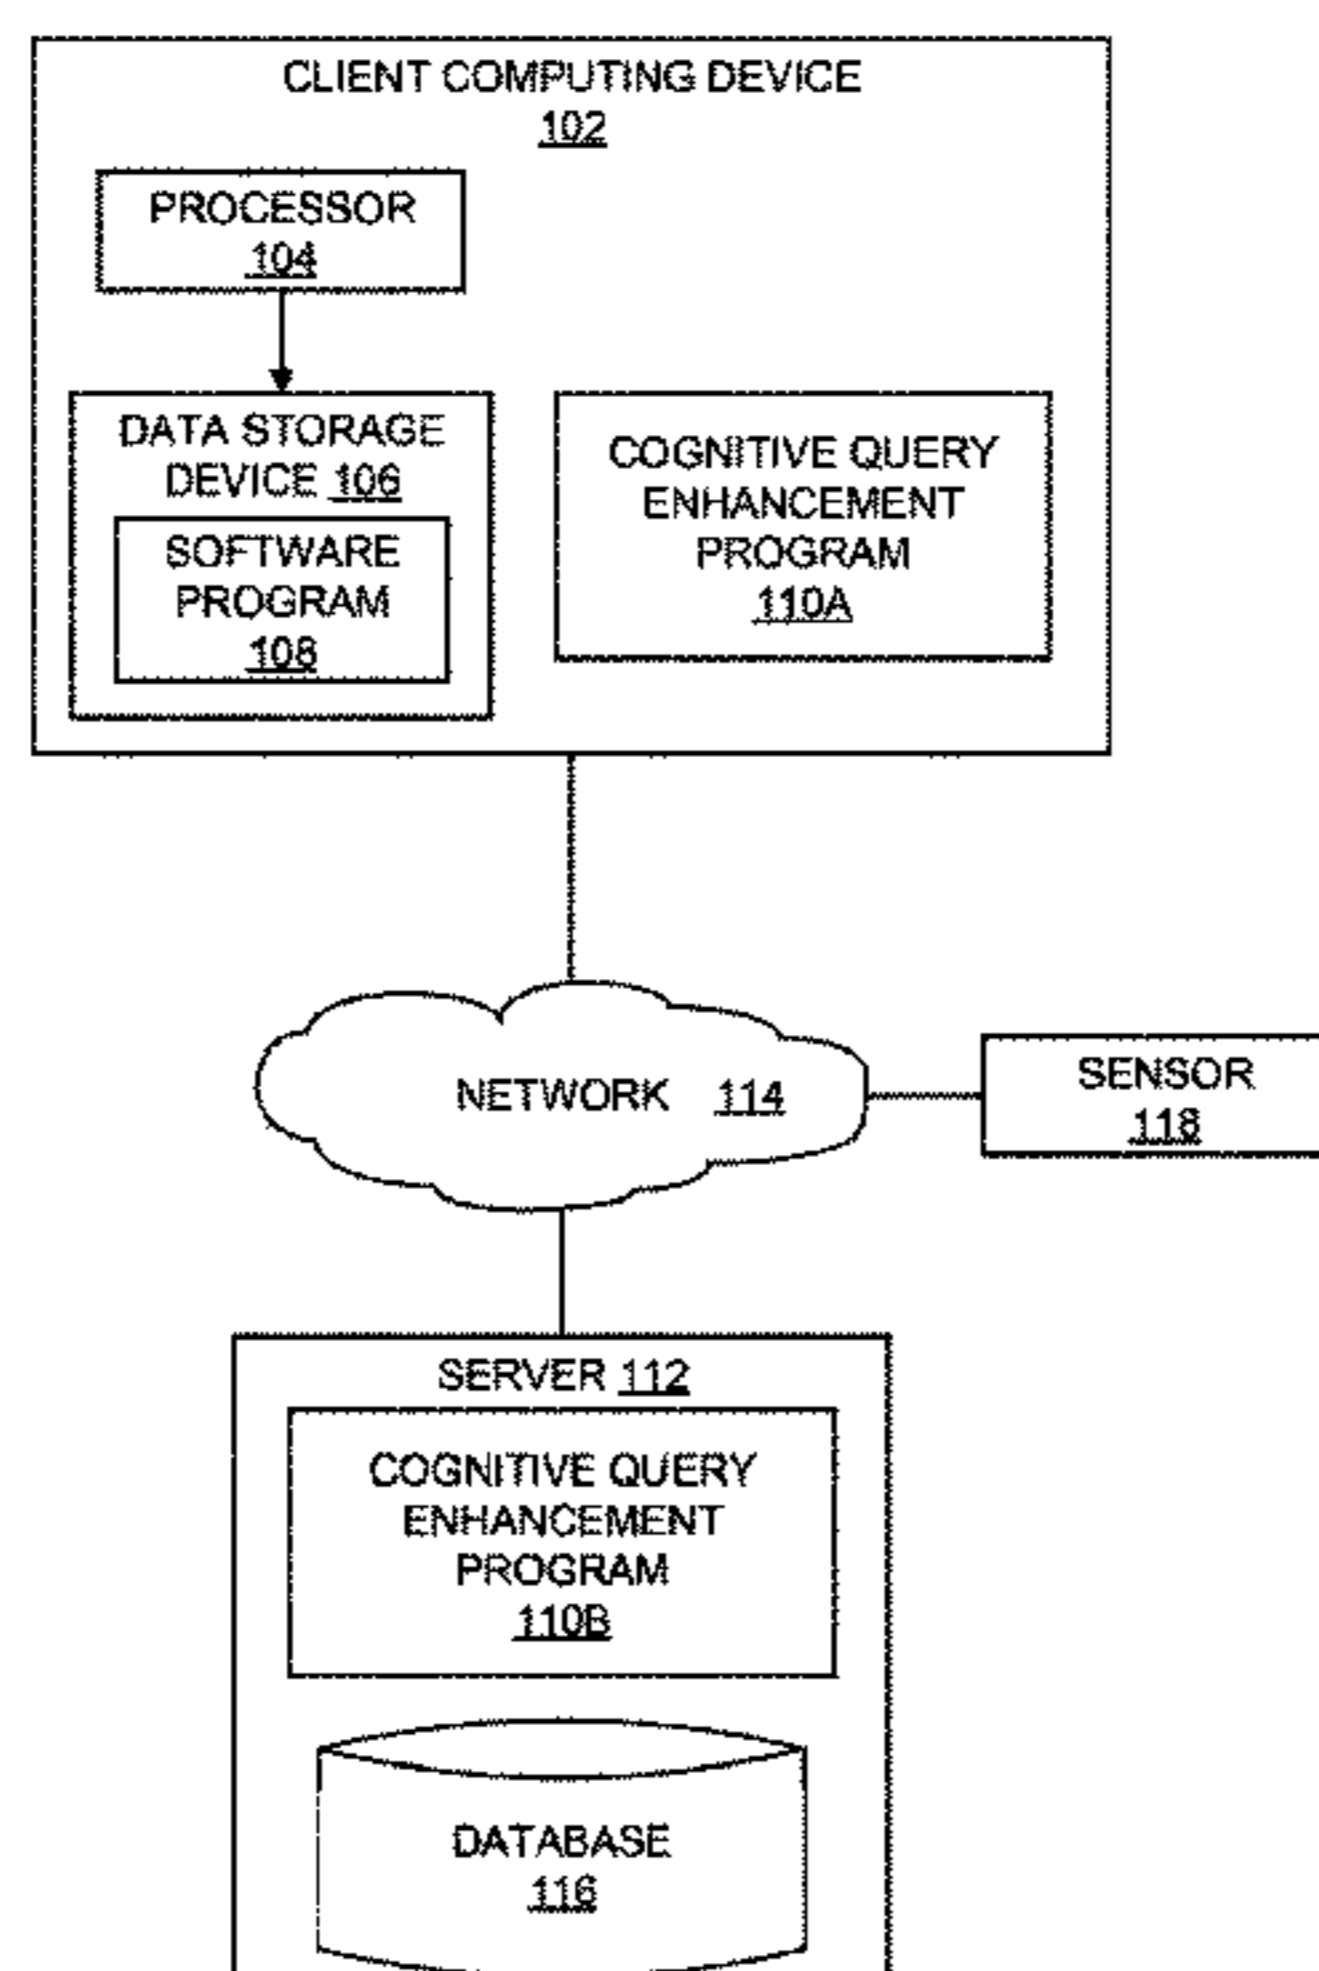 CLIENT COMPUTING DEVICE
102
PROCESSOR
104
DATA STORAGE
DEVICE 106
SOFTWARE
PROGRAM
108
COGNITIVE QUERY
ENHANCEMENT
PROGRAM
110A
NETWORK 114
SENSOR
118
SERVER 112
COGNITIVE QUERY
ENHANCEMENT
PROGRAM
110B
DATABASE
116